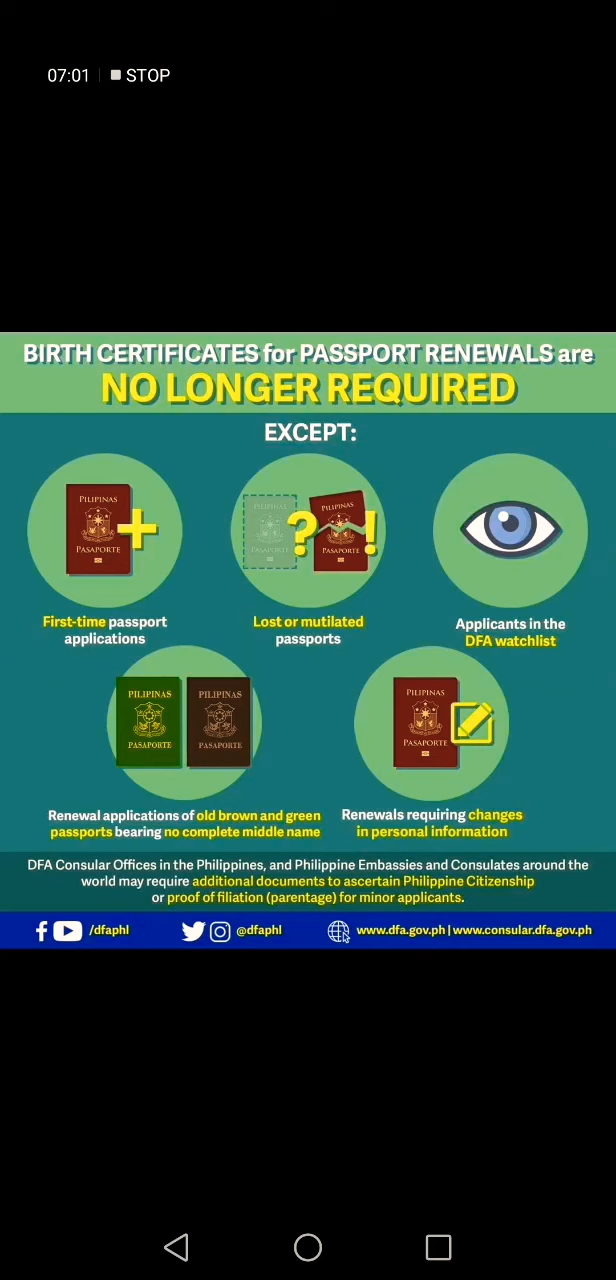 07:01 STOP
BIRTH CERTIFICATES for PASSPORT RENEWALS are
NO LONGER REQUIRED
EXCEPT:
PILIPINAS
PASAPORTE
PILIPINAS
PASAPORTE
?
PILIPINAS
PASAPORTE
!
First-time passport
applications
Lost or mutilated
passports
Applicants in the
DFA watchlist
PILIPINAS
PASAPORTE
PILIPINAS
PASAPORTE
PILIPINAS
PASAPORTE
Renewal applications of old brown and green
passports bearing no complete middle name
Renewals requiring changes
in personal information
DFA Consular Offices in the Philippines, and Philippine Embassies and Consulates around the
world may require additional documents to ascertain Philippine Citizenship
or proof of filiation (parentage) for minor applicants.
/dfaphl @dfaphl www.dfa.gov.ph | www.consular.dfa.gov.ph